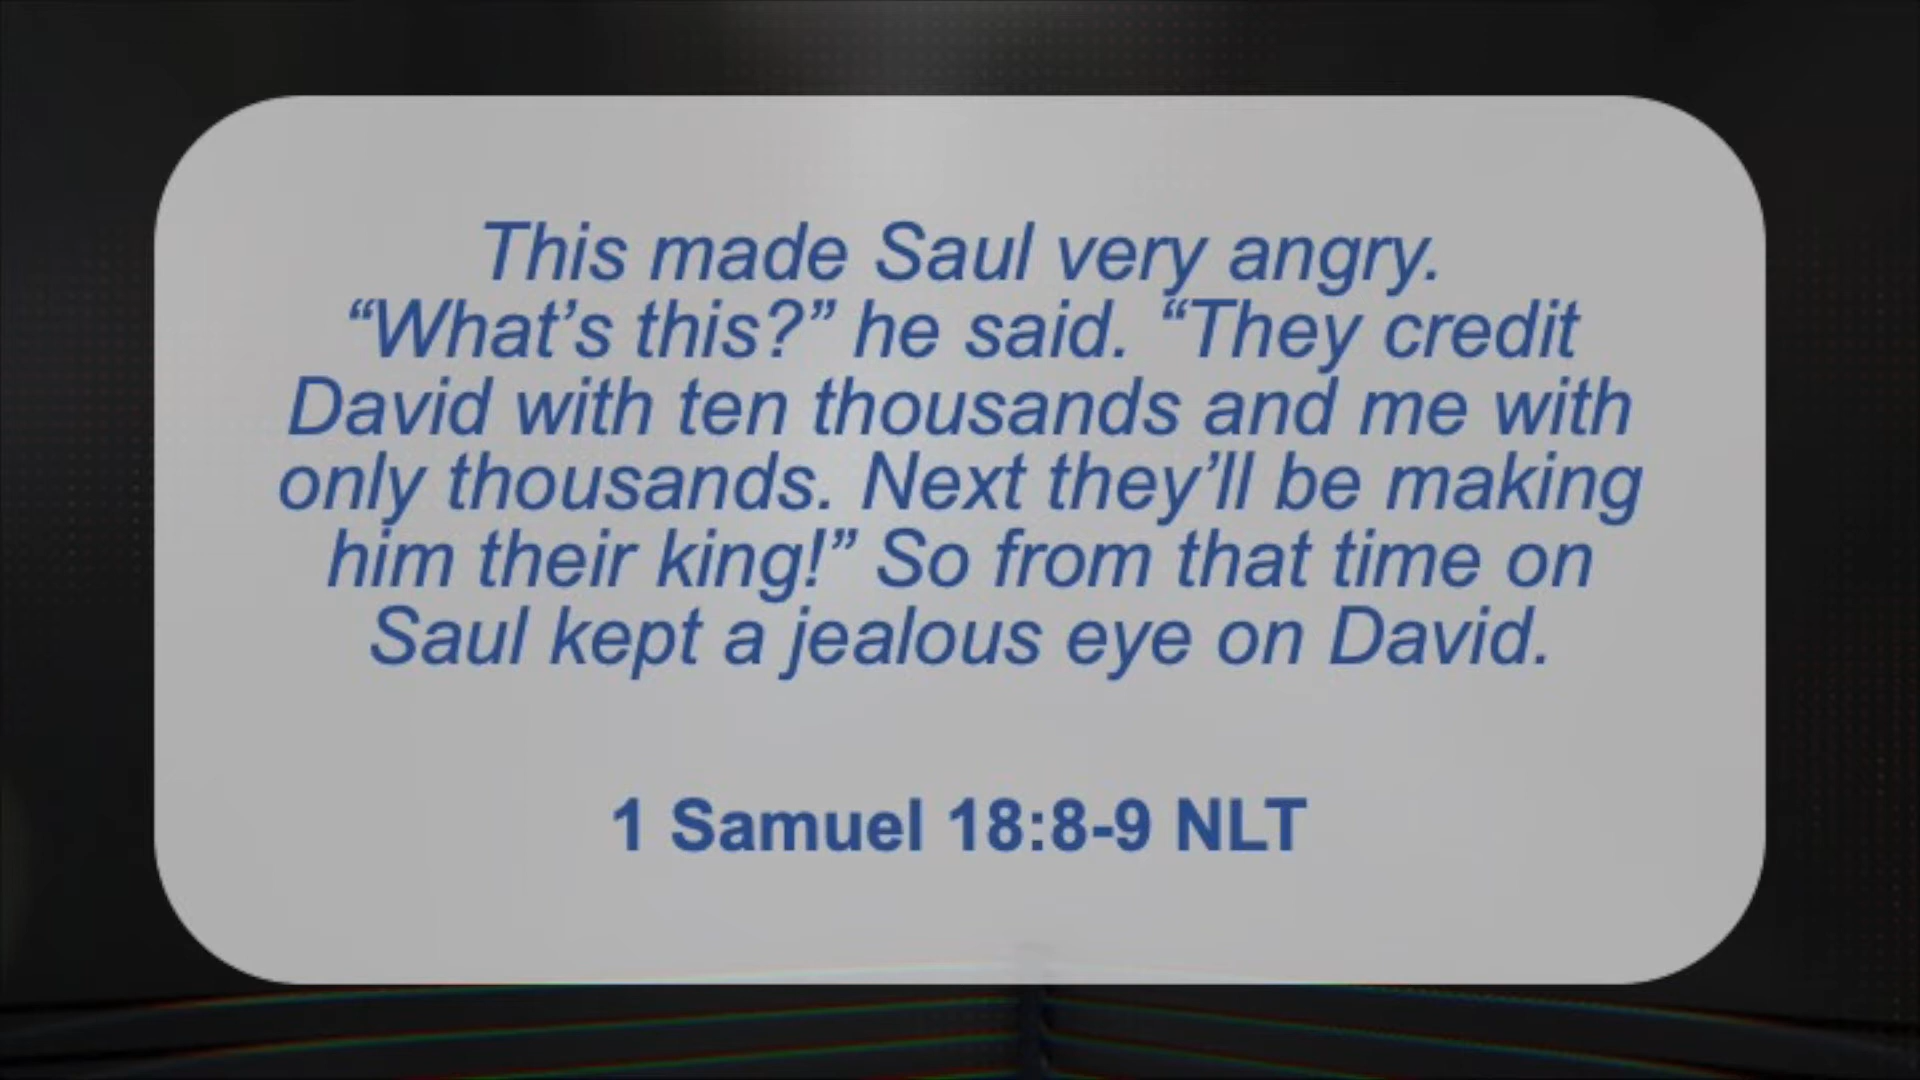 This made Saul very angry.
“What’s this?” he said. “They credit
David with ten thousands and me with
only thousands. Next they’ll be making
him their king!” So from that time on
Saul kept a jealous eye on David.
1 Samuel 18:8-9 NLT